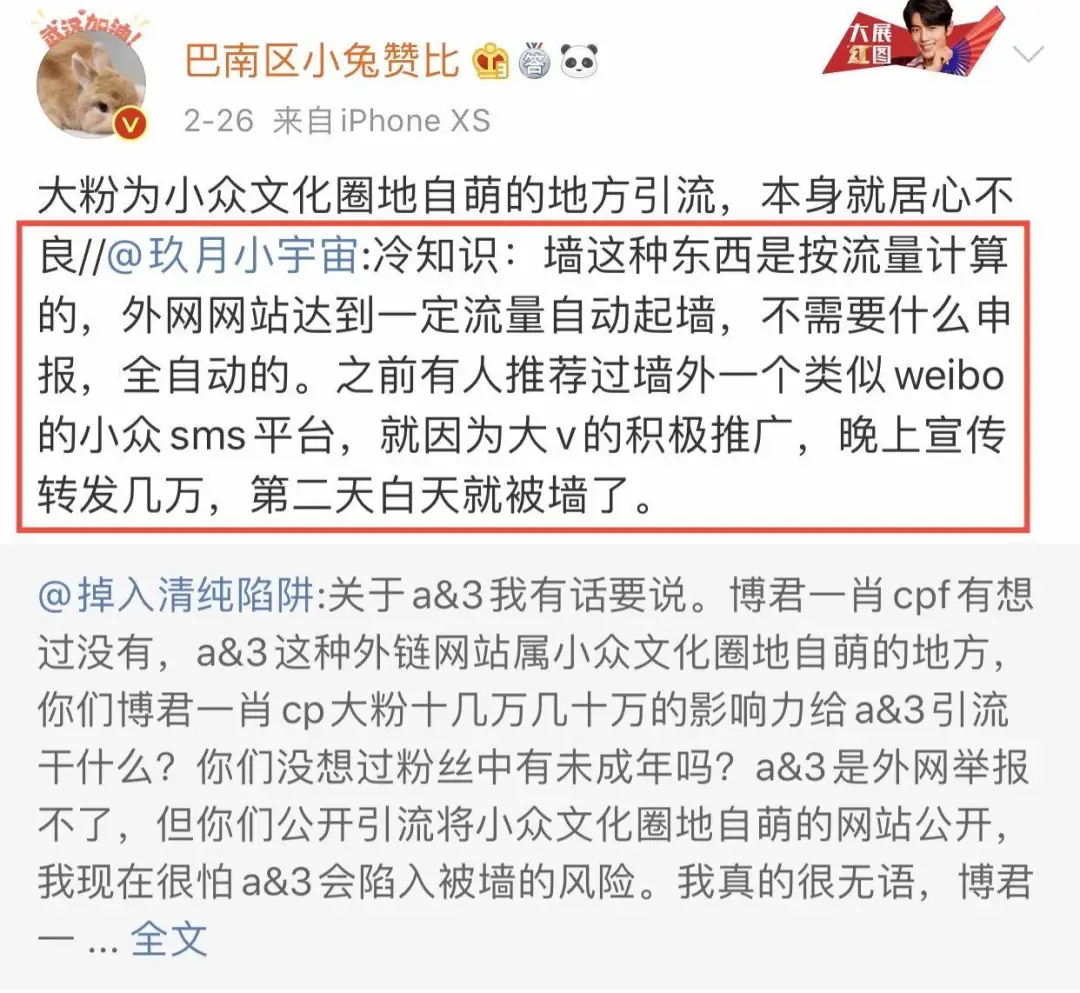 武汉加油!
大展
红图
巴南区小兔赞比
答
2-26 来自iPhone XS
大粉为小众文化圈地自萌的地方引流，本身就居心不
良//@玖月小宇宙:冷知识：墙这种东西是按流量计算
的，外网网站达到一定流量自动起墙，不需要什么申
报，全自动的。之前有人推荐过墙外一个类似weibo
的小众sms平台，就因为大v的积极推广，晚上宣传
转发几万，第二天白天就被墙了。
@掉入清纯陷阱:关于a&3我有话要说。博君一肖cpf有想
过没有，a&3这种外链网站属小众文化圈地自萌的地方，
你们博君一肖cp大粉十几万几十万的影响力给a&3引流
干什么？你们没想过粉丝中有未成年吗？a&3是外网举报
不了，但你们公开引流将小众文化圈地自萌的网站公开，
我现在很怕a&3会陷入被墙的风险。我真的很无语，博君
一 ... 全文